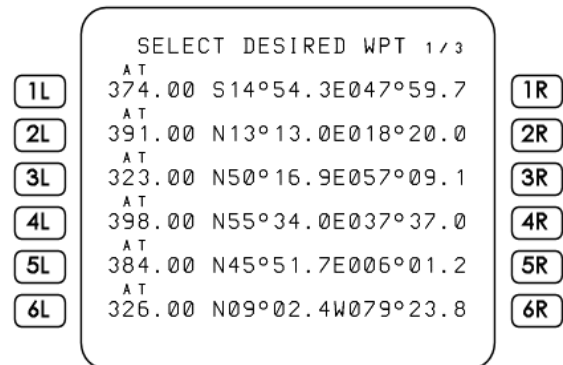 SELECT DESIRED WPT 1/3
AT
1L 374.00 S14°54.3E047°59.7 1R
AT
2L 391.00 N13°13.0E018°20.0 2R
AT
3L 323.00 N50°16.9E057°09.1 3R
AT
4L 398.00 N55°34.0E037°37.0 4R
AT
5L 384.00 N45°51.7E006°01.2 5R
AT
6L 326.00 N09°02.4W079°23.8 6R